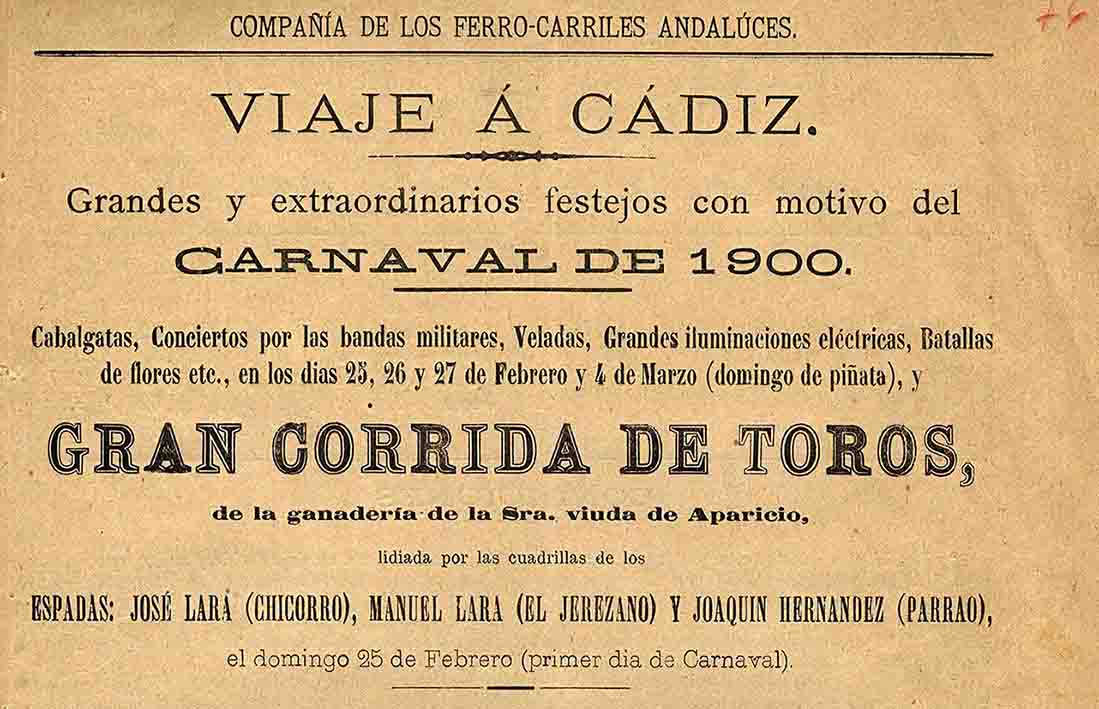 COMPAÑÍA DE LOS FERRO-CARRILES ANDALÚCES.
76
VIAJE Á CÁDIZ.
Grandes y extraordinarios festejos con motivo del
CARNAVAL DE 1900.
Cabalgatas, Conciertos por las bandas militares, Veladas, Grandes iluminaciones eléctricas, Batallas
de flores etc., en los dias 25, 26 y 27 de Febrero y 4 de Marzo (domingo de piñata), y
GRAN CORRIDA DE TOROS,
de la ganadería de la Sra. viuda de Aparicio,
lidiada por las cuadrillas de los
ESPADAS: JOSÉ LARA (CHICORRO), MANUEL LARA (EL JEREZANO) Y JOAQUIN HERNANDEZ (PARRAO),
el domingo 25 de Febrero (primer dia de Carnaval).